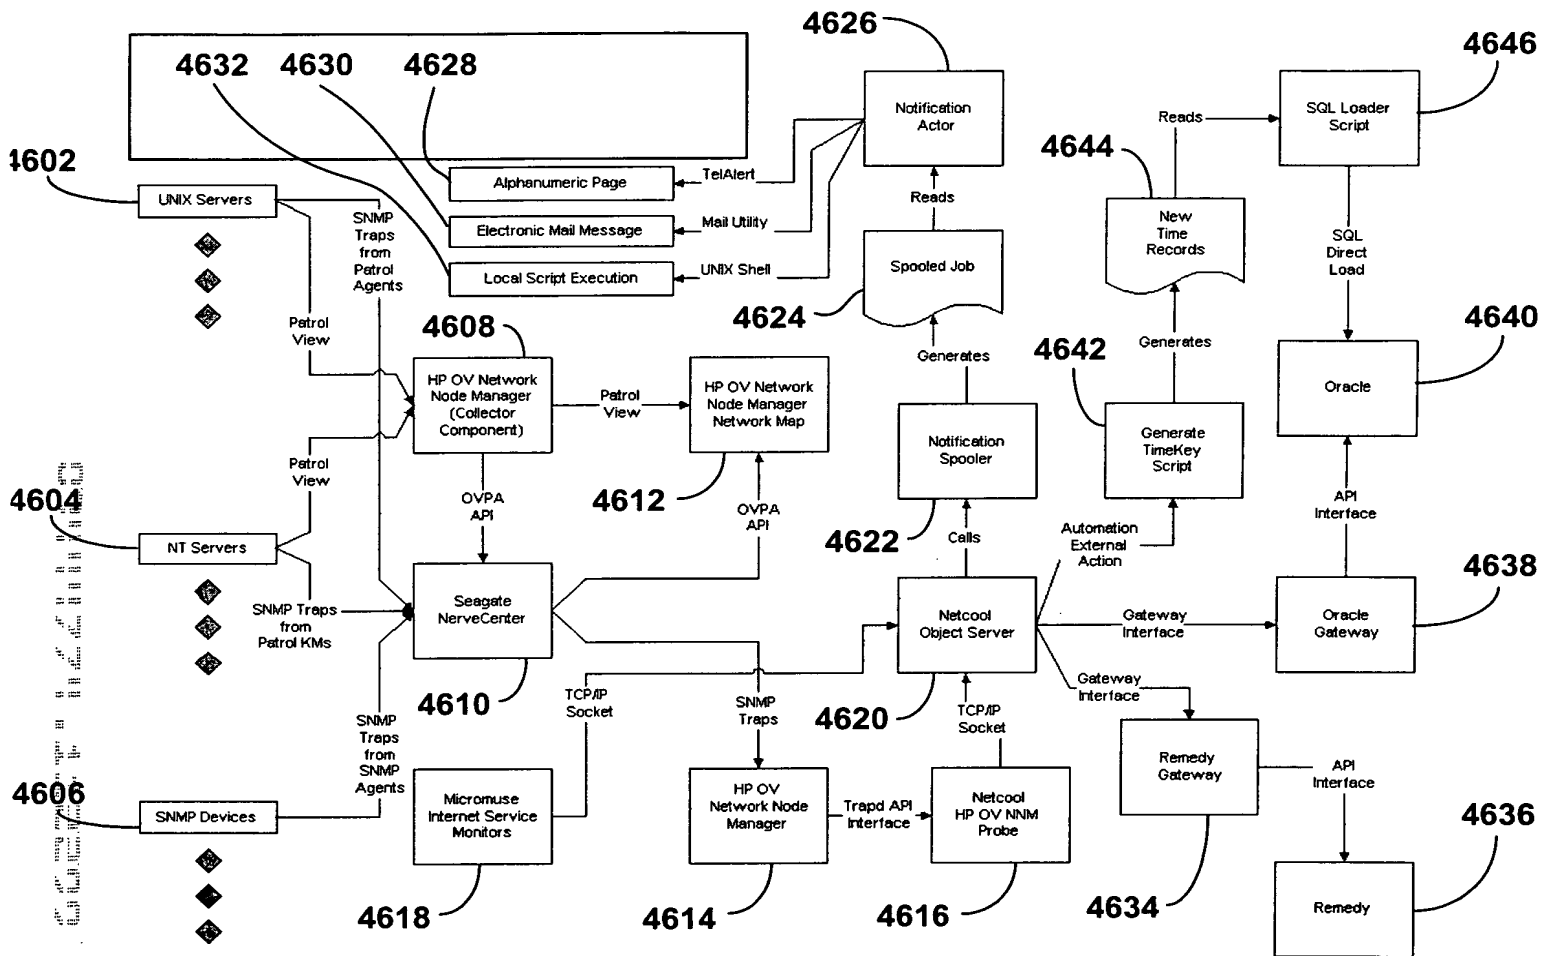 4626
4646
4632
4630
4628
Notification
Actor
SQL Loader
Script
Reads
4644
4602
Alphanumeric Page
TelAlert
UNIX Servers
SNMP
Traps
from
Patrol
Agents
Reads
New
Time
Records
Electronic Mail Message
Mail Utility
SQL
Direct
Load
Local Script Execution
UNIX Shell
Spooled Job
4624
4608
4640
Patrol
View
4642
Generates
Generates
HP OV Network
Node Manager
(Collector
Component)
Patrol
View
HP OV Network
Node Manager
Network Map
Oracle
Notification
Spooler
Generate
TimeKey
Script
Patrol
View
4604
4612
OVPA
API
OVPA
API
API
Interface
NT Servers
4622
Calls
Automation
External
Action
4638
Seagate
NerveCenter
SNMP Traps
from
Patrol KMs
Netcool
Object Server
Gateway
Interface
Oracle
Gateway
4610
TCP/IP
Socket
SNMP
Traps
4620
TCP/IP
Socket
Gateway
Interface
SNMP
Traps
from
SNMP
Agents
Remedy
Gateway
API
Interface
4606
SNMP Devices
Micromuse
Internet Service
Monitors
HP OV
Network Node
Manager
Trapd API
Interface
Netcool
HP OV NNM
Probe
4636
4618
4614
4616
4634
Remedy